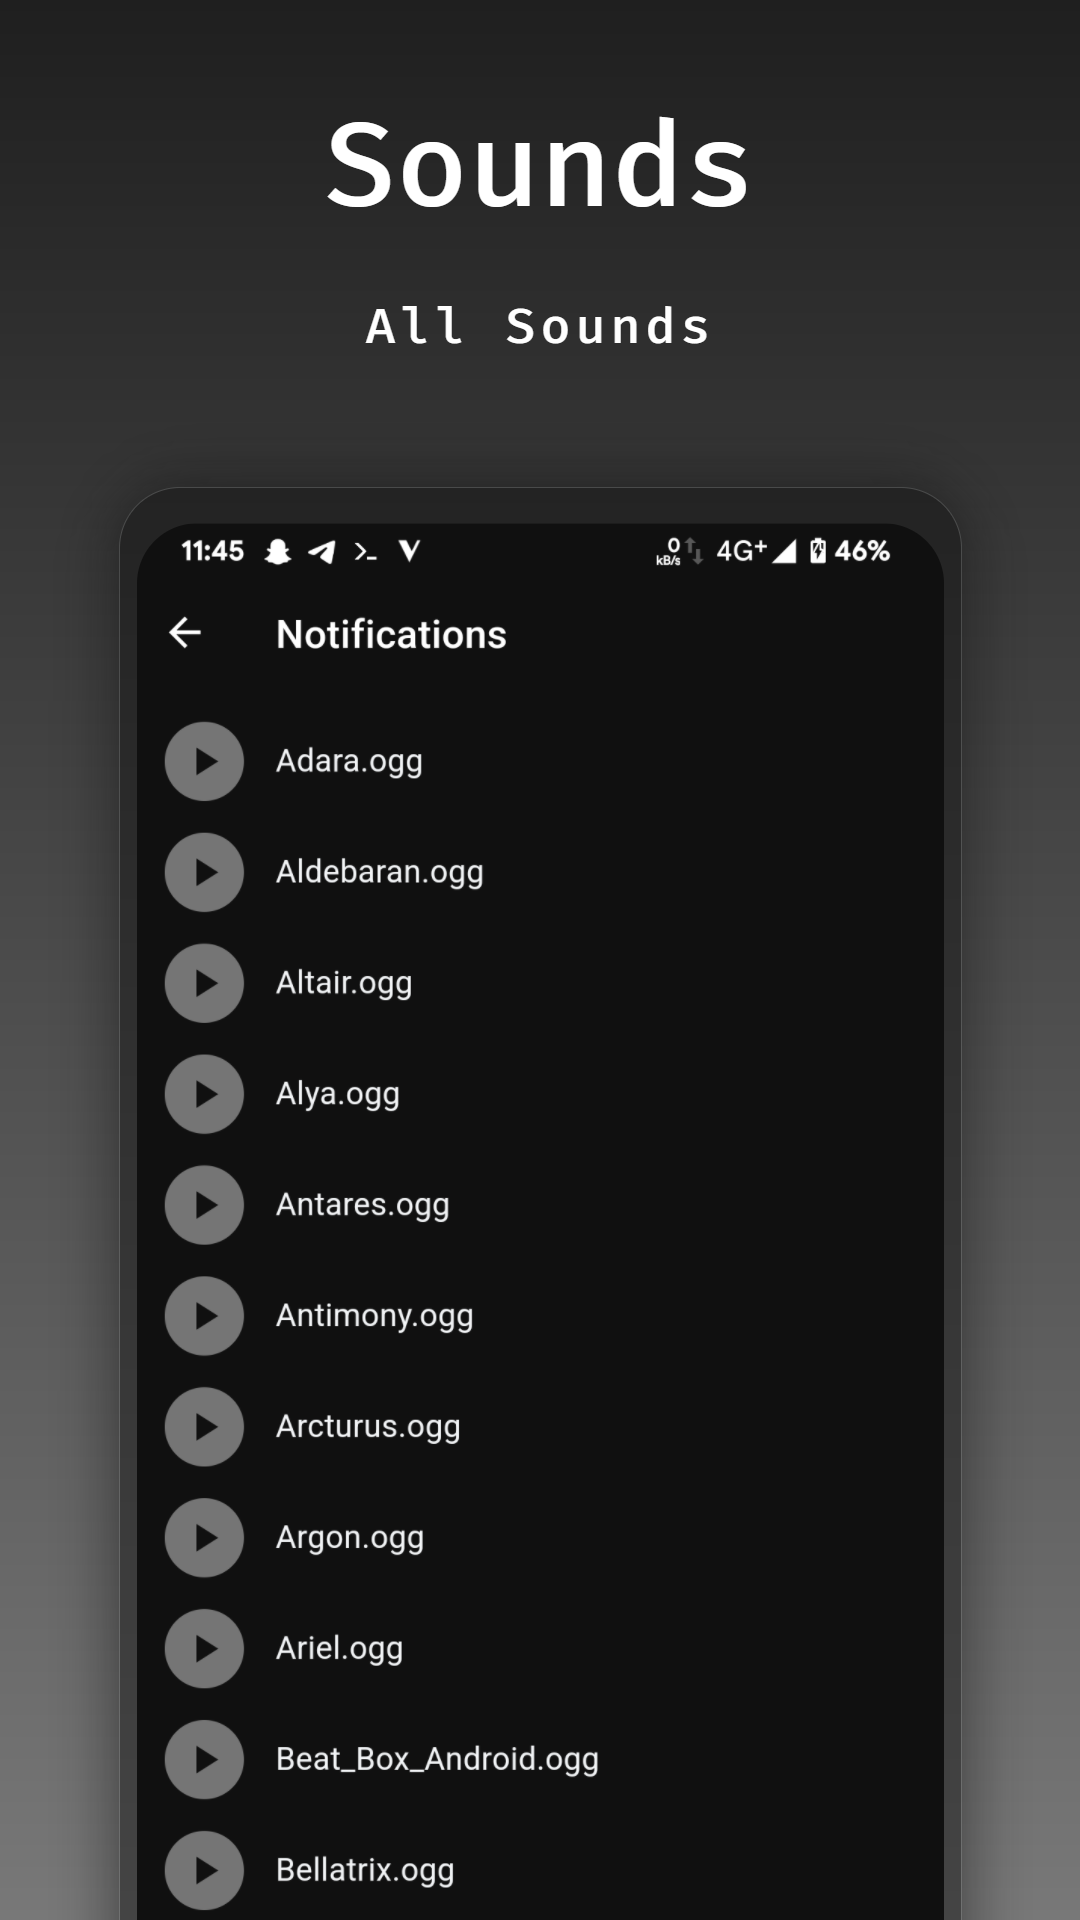 Sounds
All Sounds
11:45 0 kB/s 4G+ 46%
Notifications
Adara.ogg
Aldebaran.ogg
Altair.ogg
Alya.ogg
Antares.ogg
Antimony.ogg
Arcturus.ogg
Argon.ogg
Ariel.ogg
Beat_Box_Android.ogg
Bellatrix.ogg